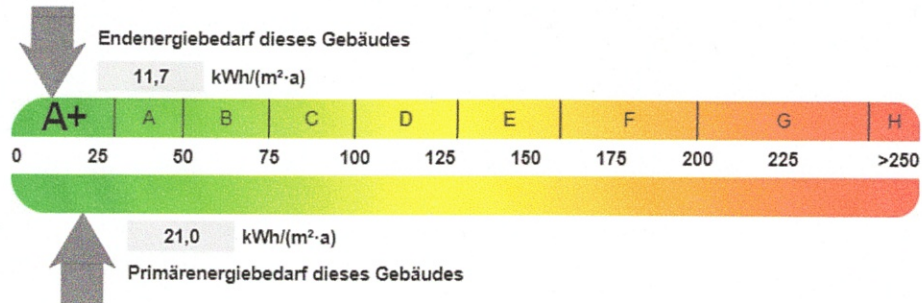 Endenergiebedarf dieses Gebäudes
11,7 kWh/(m²·a)
A+ A B C D E F G H
0 25 50 75 100 125 150 175 200 225 >250
21,0 kWh/(m²·a)
Primärenergiebedarf dieses Gebäudes